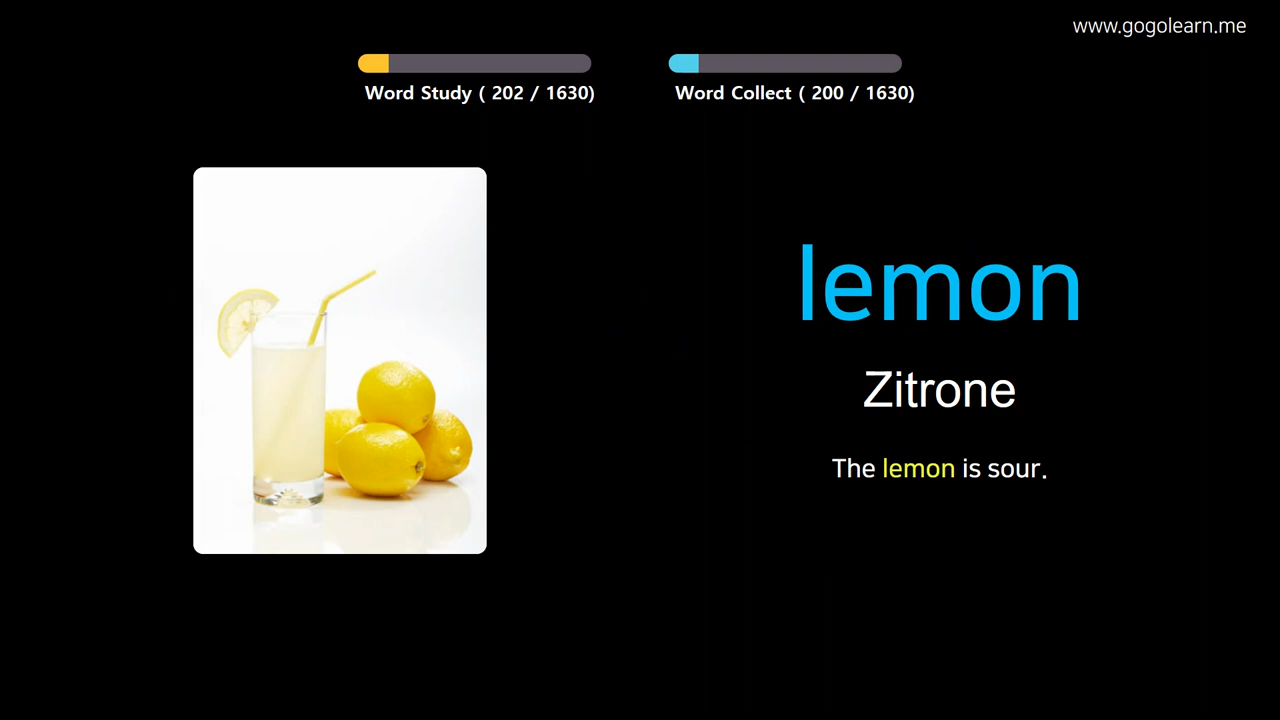 www.gogolearn.me
Word Study ( 202 / 1630)
Word Collect ( 200 / 1630)
lemon
Zitrone
The lemon is sour.